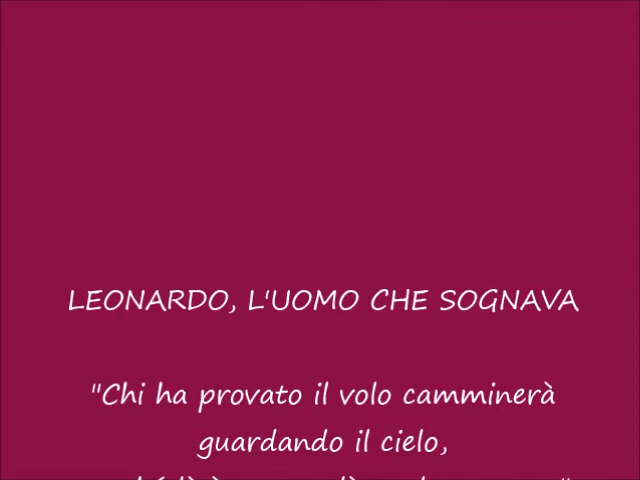 LEONARDO, L'UOMO CHE SOGNAVA
"Chi ha provato il volo camminerà
guardando il cielo,